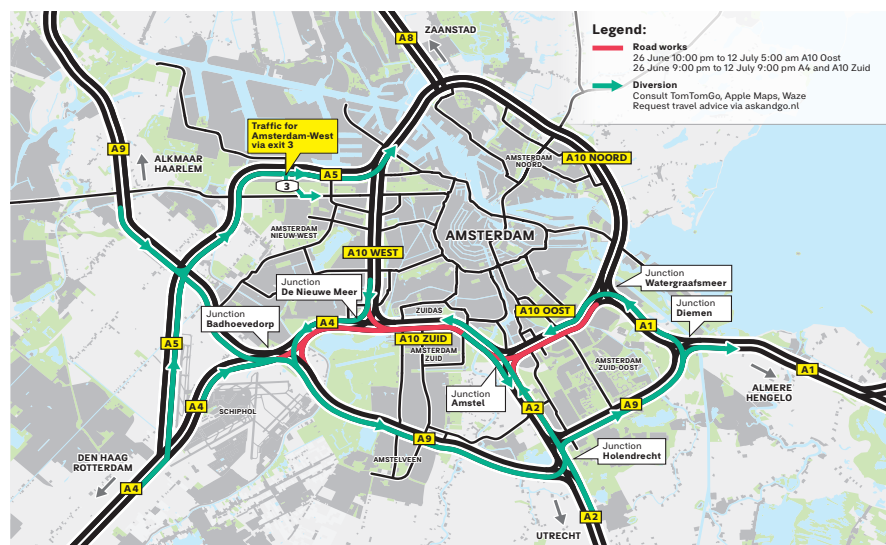 A8
ZAANSTAD
Legend:
Road works
26 June 10:00 pm to 12 July 5:00 am A10 Oost
26 June 9:00 pm to 12 July 9:00 pm A4 and A10 Zuid
Diversion
Consult TomTomGo, Apple Maps, Waze
Request travel advice via askandgo.nl
Traffic for
Amsterdam-West
via exit 3
A9
ALKMAAR
HAARLEM
A5
3
AMSTERDAM
NOORD
A10 NOORD
AMSTERDAM
NIEUW-WEST
AMSTERDAM
A10 WEST
Junction
De Nieuwe Meer
Junction
Watergraafsmeer
Junction
Badhoevedorp
A4
ZUIDAS
A10 OOST
Junction
Diemen
A1
A10 ZUID
AMSTERDAM
ZUID
A5
AMSTERDAM
ZUID-OOST
A1
ALMERE
HENGELO
Junction
Amstel
A4
SCHIPHOL
A2
A9
A9
Junction
Holendrecht
DEN HAAG
ROTTERDAM
AMSTELVEEN
A4
A2
UTRECHT